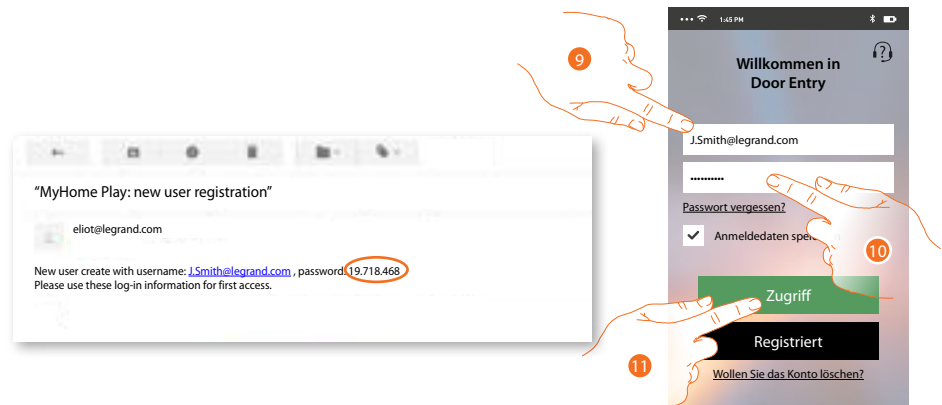 "MyHome Play: new user registration"
eliot@legrand.com
New user create with username: J.Smith@legrand.com , password: 19.718.468
Please use these log-in information for first access.
9
1:45 PM
Willkommen in
Door Entry
J.Smith@legrand.com
Passwort vergessen?
Anmeldedaten
10
Zugriff
11
Registriert
Wollen Sie das Konto löschen?